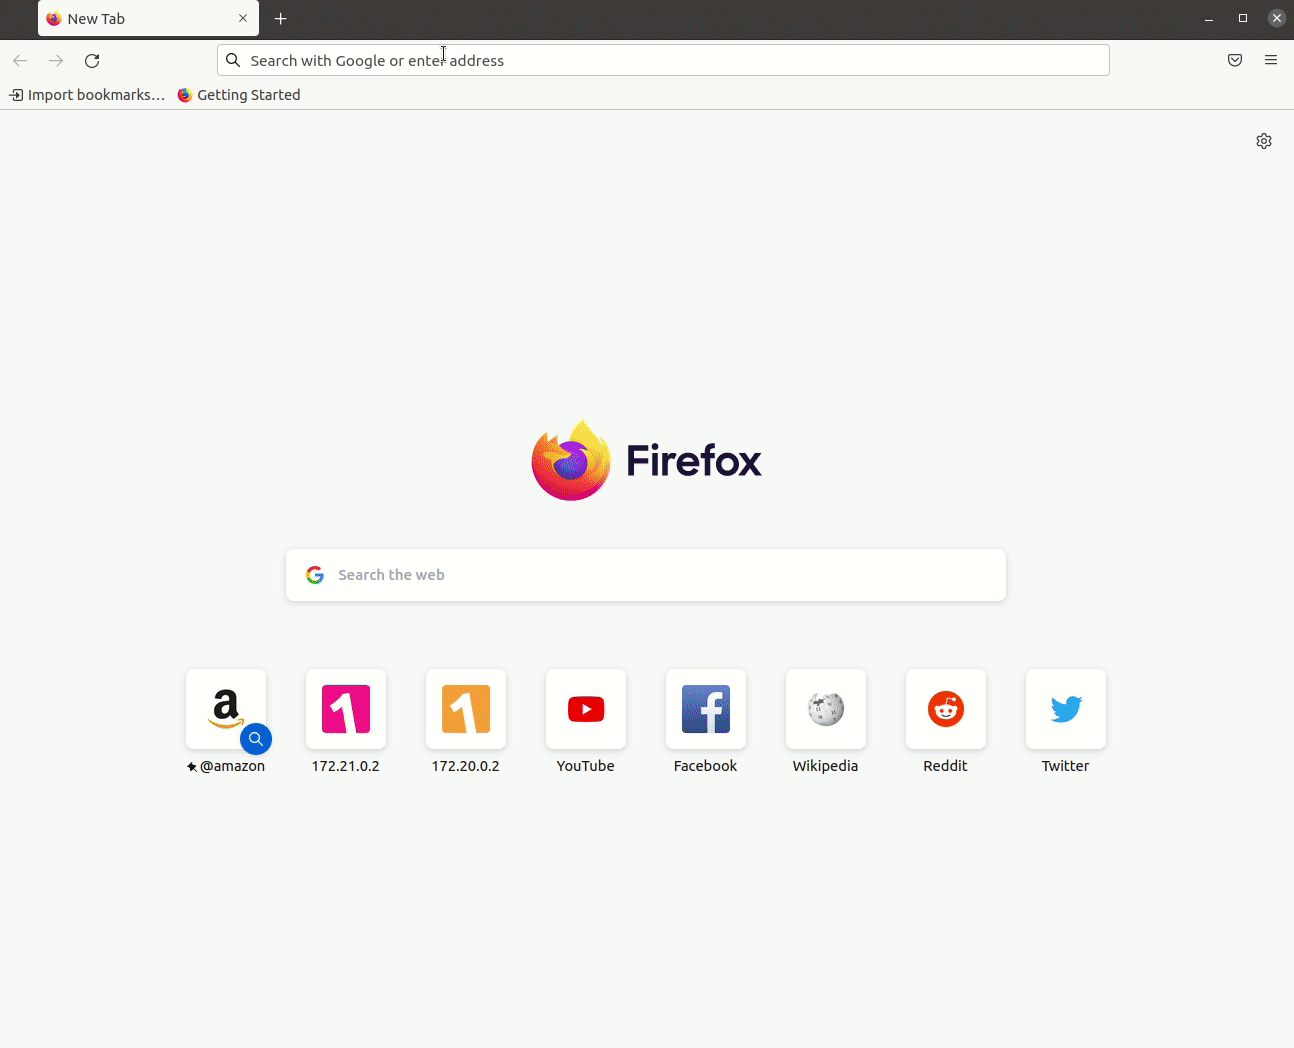 New Tab
Search with Google or enter address
Import bookmarks… Getting Started
Firefox
Search the web
@amazon 172.21.0.2 172.20.0.2 YouTube Facebook Wikipedia Reddit Twitter